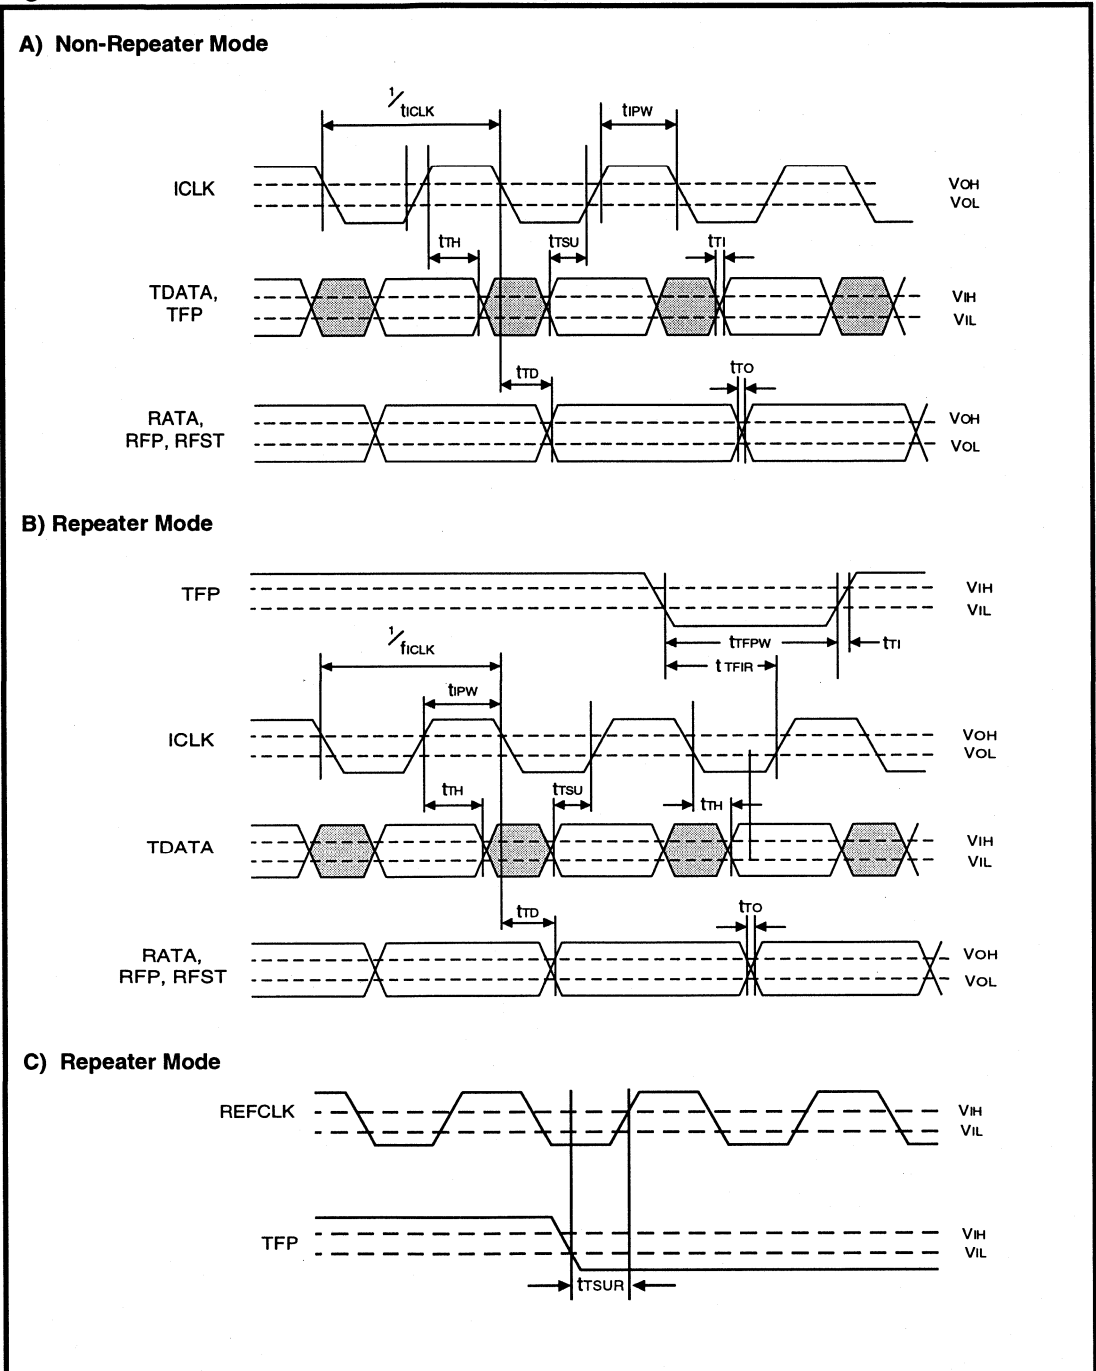 A) Non-Repeater Mode
1/tICLK
tIPW
ICLK
VOH
VOL
tTH
tTSU
tTI
TDATA,
TFP
VIH
VIL
tTD
tTO
RATA,
RFP, RFST
VOH
VOL
B) Repeater Mode
TFP
VIH
VIL
tTFPW
tTI
1/fICLK
tTFIR
tIPW
ICLK
VOH
VOL
tTH
tTSU
tTH
TDATA
VIH
VIL
tTD
tTO
RATA,
RFP, RFST
VOH
VOL
C) Repeater Mode
REFCLK
VIH
VIL
TFP
VIH
VIL
tTSUR